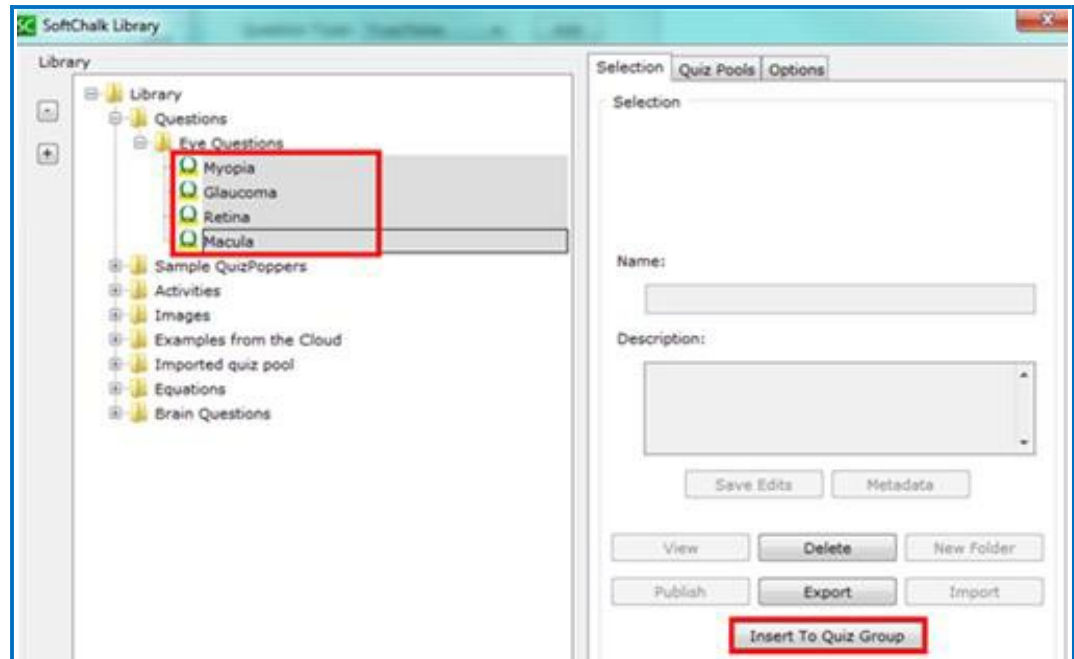 SC SoftChalk Library
Library
Library
Questions
Eye Questions
Myopia
Glaucoma
Retina
Macula
Sample QuizPoppers
Activities
Images
Examples from the Cloud
Imported quiz pool
Equations
Brain Questions
Selection Quiz Pools Options
Selection
Name:
Description:
Save Edits Metadata
View Delete New Folder
Publish Export Import
Insert To Quiz Group